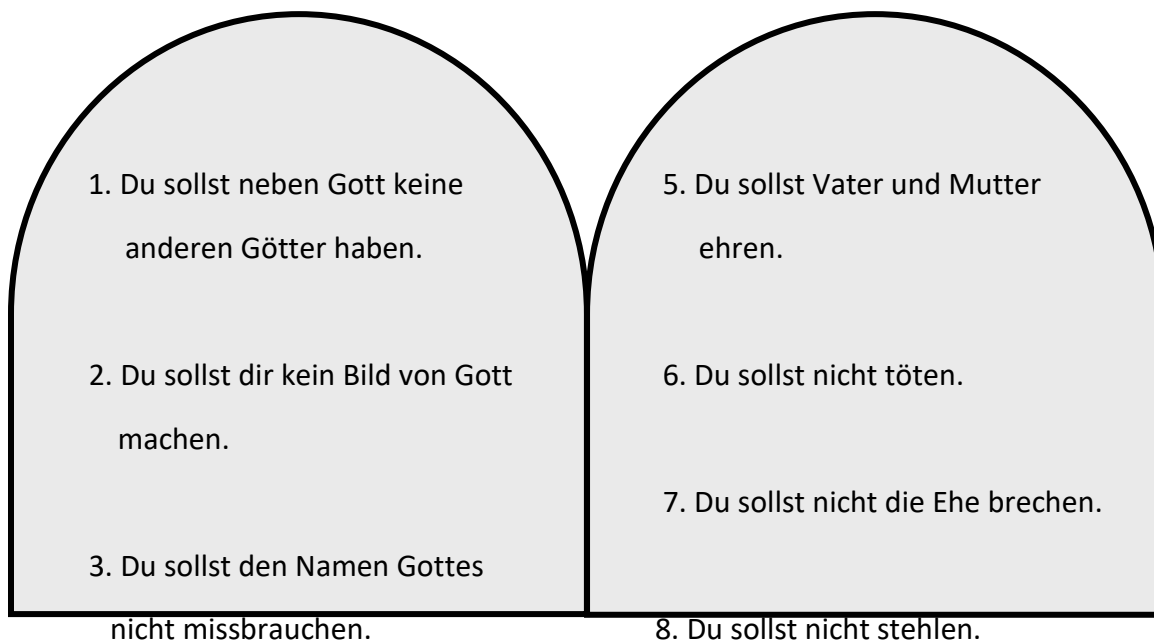 1. Du sollst neben Gott keine
anderen Götter haben.
2. Du sollst dir kein Bild von Gott
machen.
3. Du sollst den Namen Gottes
nicht missbrauchen.
5. Du sollst Vater und Mutter
ehren.
6. Du sollst nicht töten.
7. Du sollst nicht die Ehe brechen.
8. Du sollst nicht stehlen.